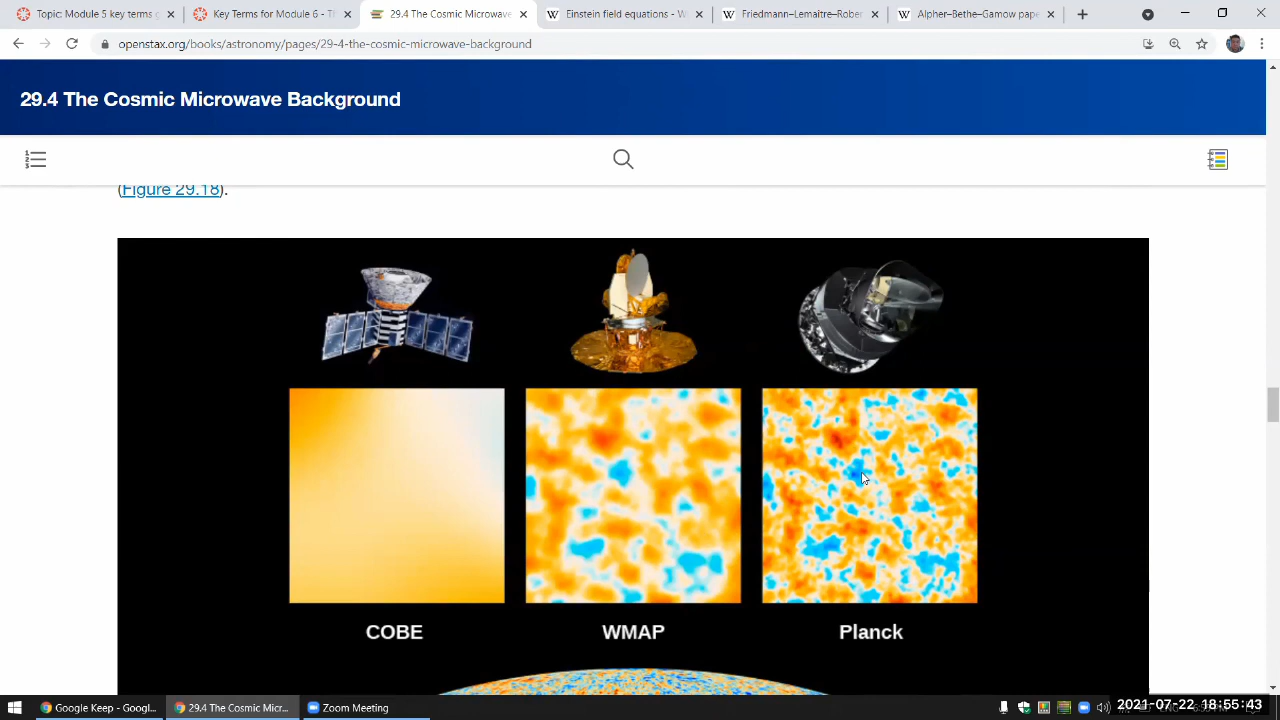 Topic: Module 5 key terms g
Key Terms for Module 6 - Th
29.4 The Cosmic Microwave
Einstein field equations - W
Friedmann–Lemaître–Rober
Alpher–Bethe–Gamow pape
openstax.org/books/astronomy/pages/29-4-the-cosmic-microwave-background
29.4 The Cosmic Microwave Background
(Figure 29.18).
COBE
WMAP
Planck
Google Keep - Googl...
29.4 The Cosmic Micr...
Zoom Meeting
2021-07-22 18:55:43